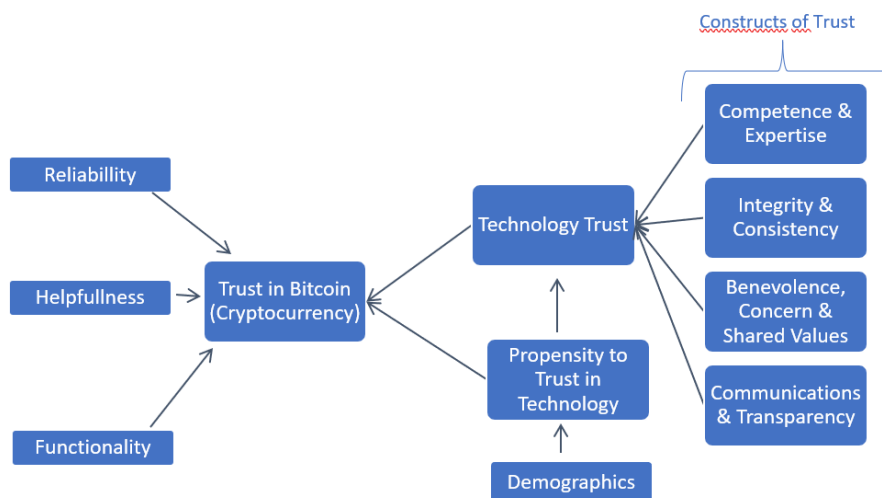 Constructs of Trust
Competence &
Expertise
Reliabillity
Integrity &
Consistency
Technology Trust
Helpfullness
Trust in Bitcoin
(Cryptocurrency)
Benevolence,
Concern &
Shared Values
Propensity to
Trust in
Technology
Communications
& Transparency
Functionality
Demographics